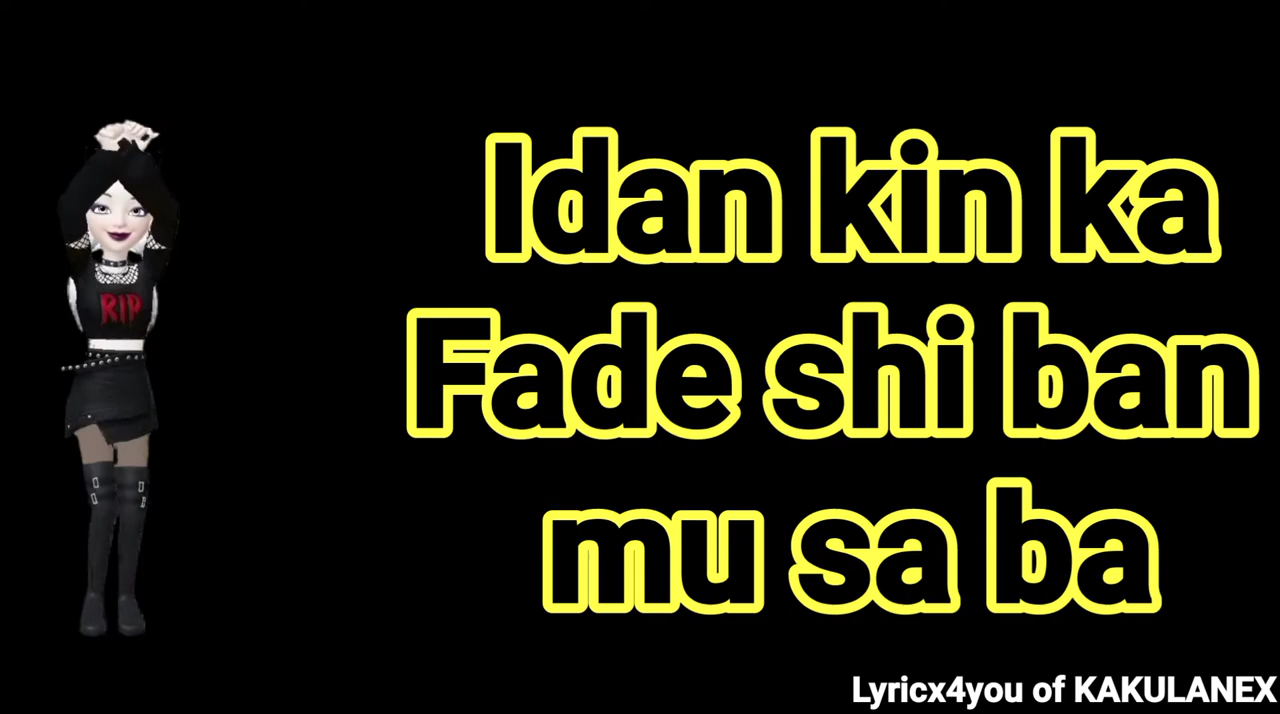 Idan kin ka
Fade shi ban
mu sa ba
RIP
Lyricx4you of KAKULANEX